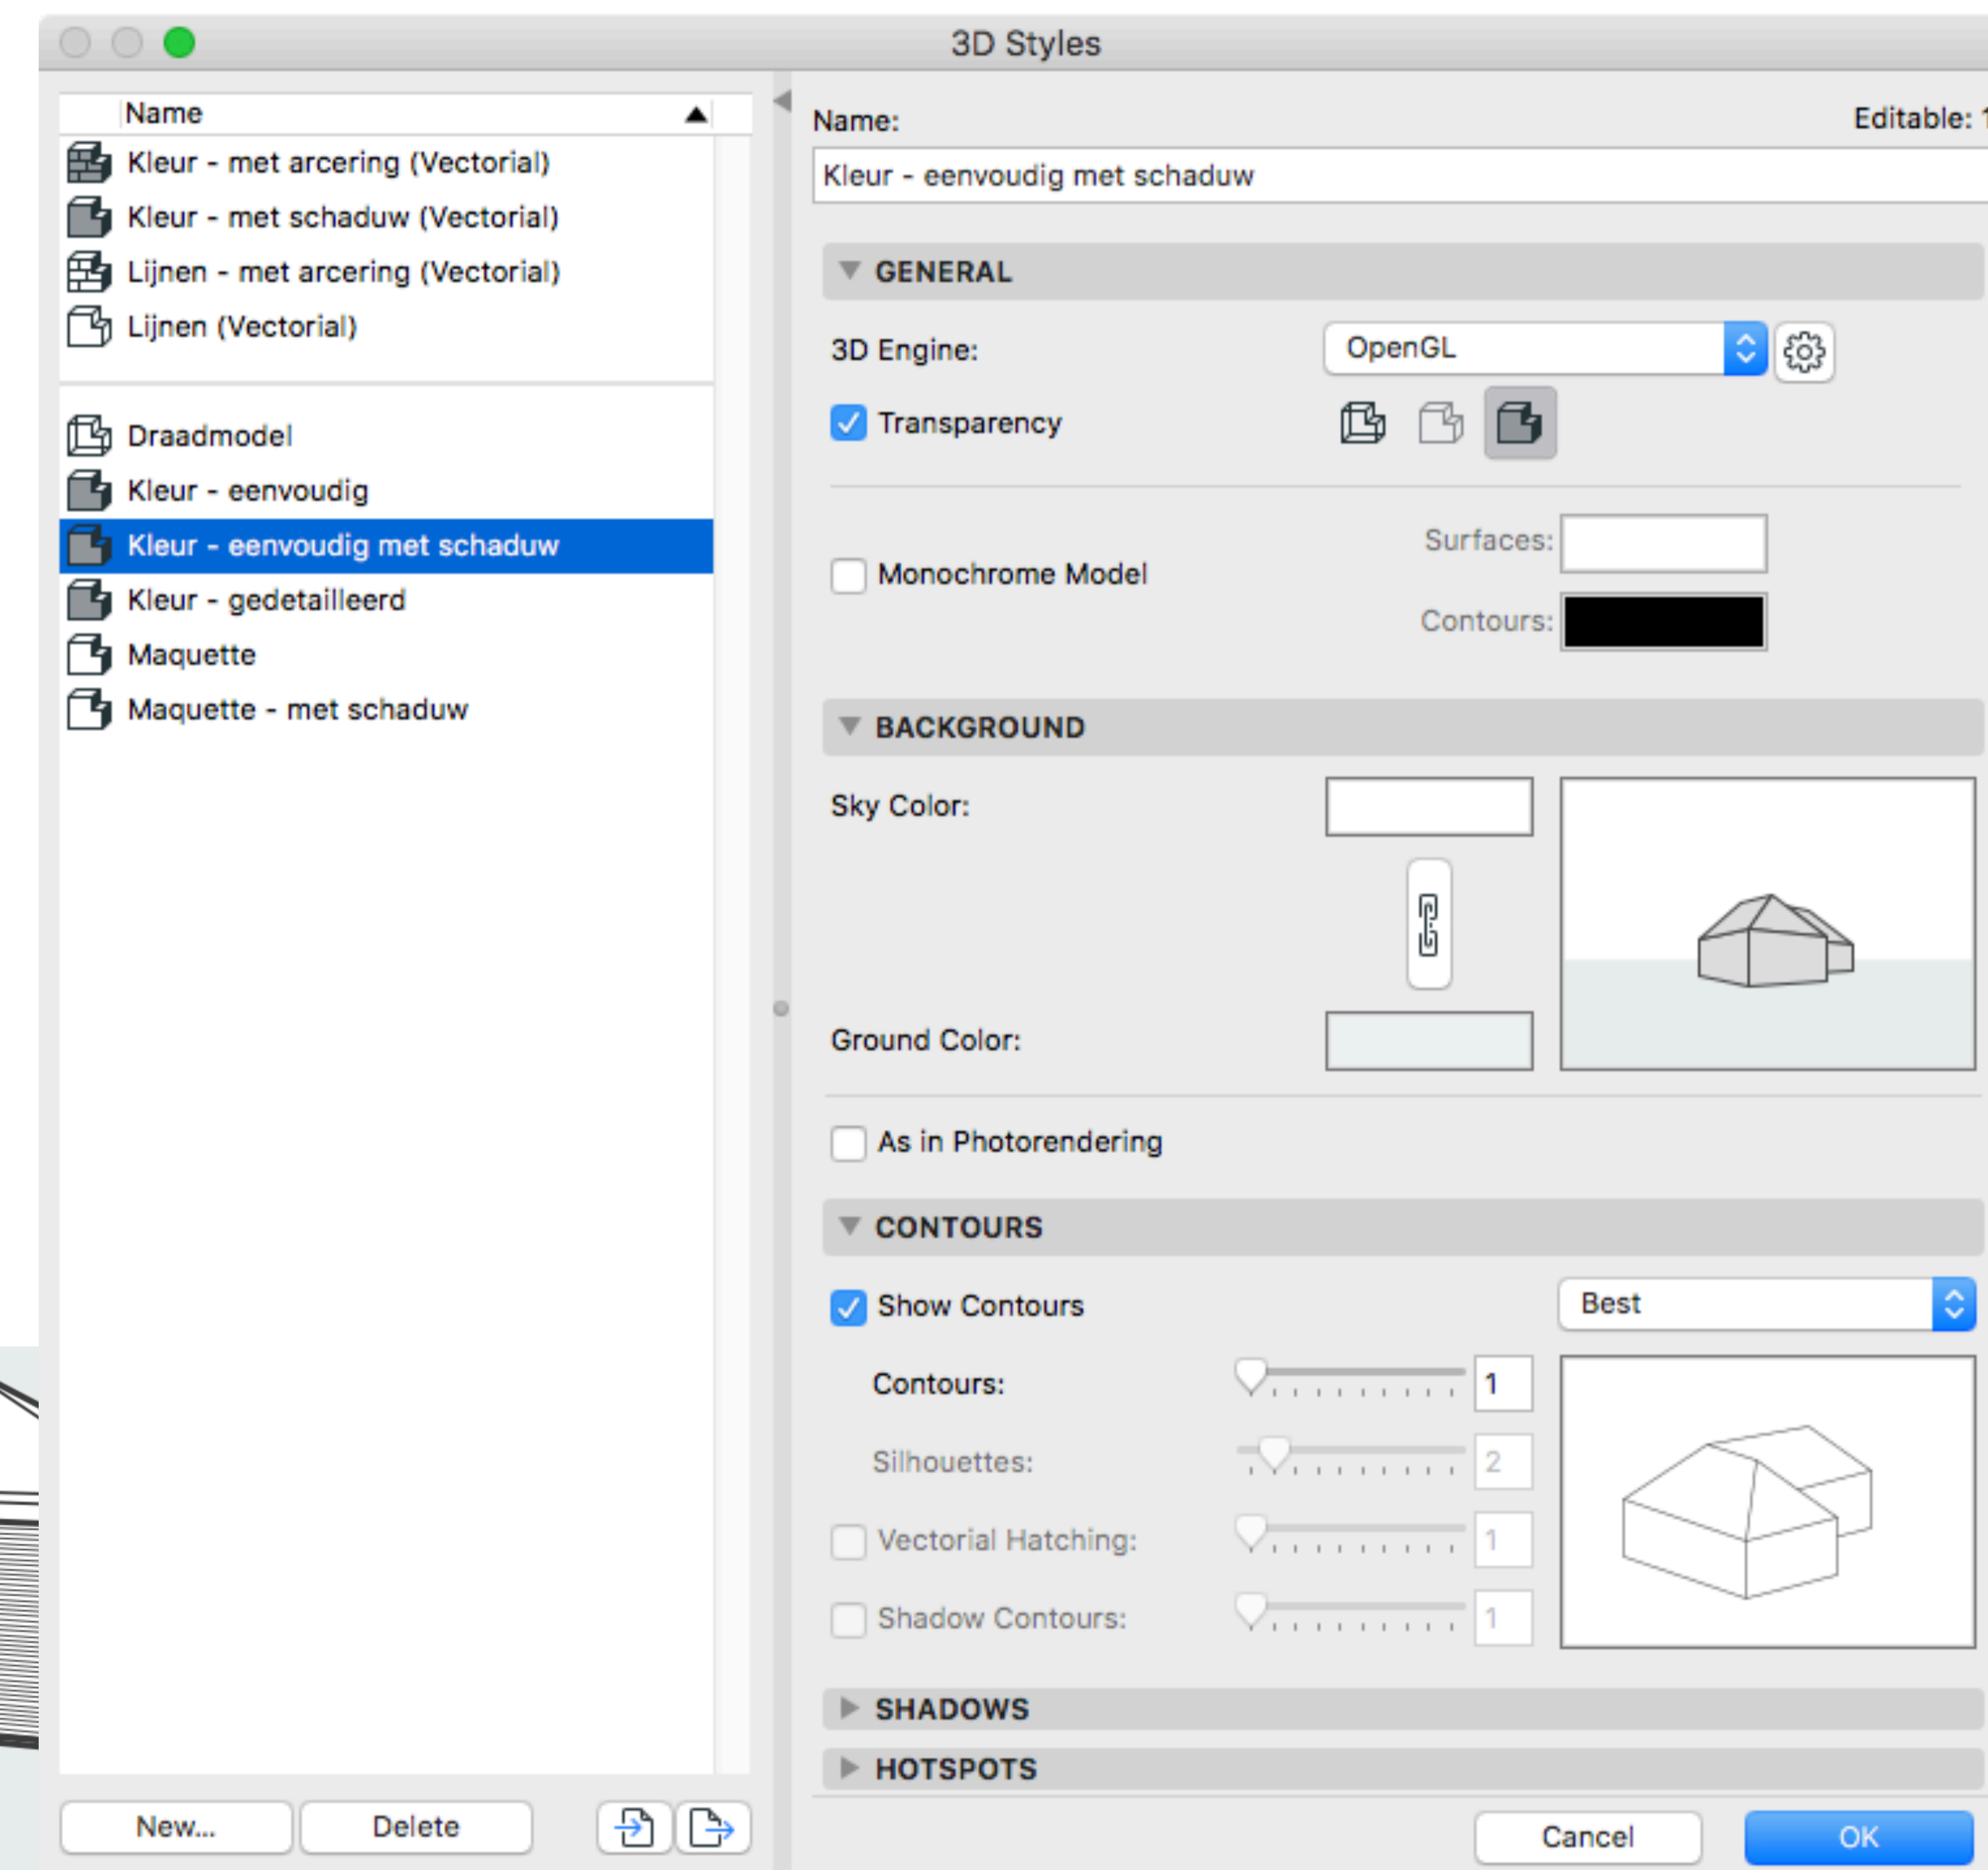 3D Styles
Name
Kleur - met arcering (Vectorial)
Kleur - met schaduw (Vectorial)
Lijnen - met arcering (Vectorial)
Lijnen (Vectorial)
Draadmodel
Kleur - eenvoudig
Kleur - eenvoudig met schaduw
Kleur - gedetailleerd
Maquette
Maquette - met schaduw
New...
Delete
Name:
Editable: 1
Kleur - eenvoudig met schaduw
GENERAL
3D Engine:
OpenGL
Transparency
Monochrome Model
Surfaces:
Contours:
BACKGROUND
Sky Color:
Ground Color:
As in Photorendering
CONTOURS
Show Contours
Best
Contours:
1
Silhouettes:
2
Vectorial Hatching:
1
Shadow Contours:
1
SHADOWS
HOTSPOTS
Cancel
OK